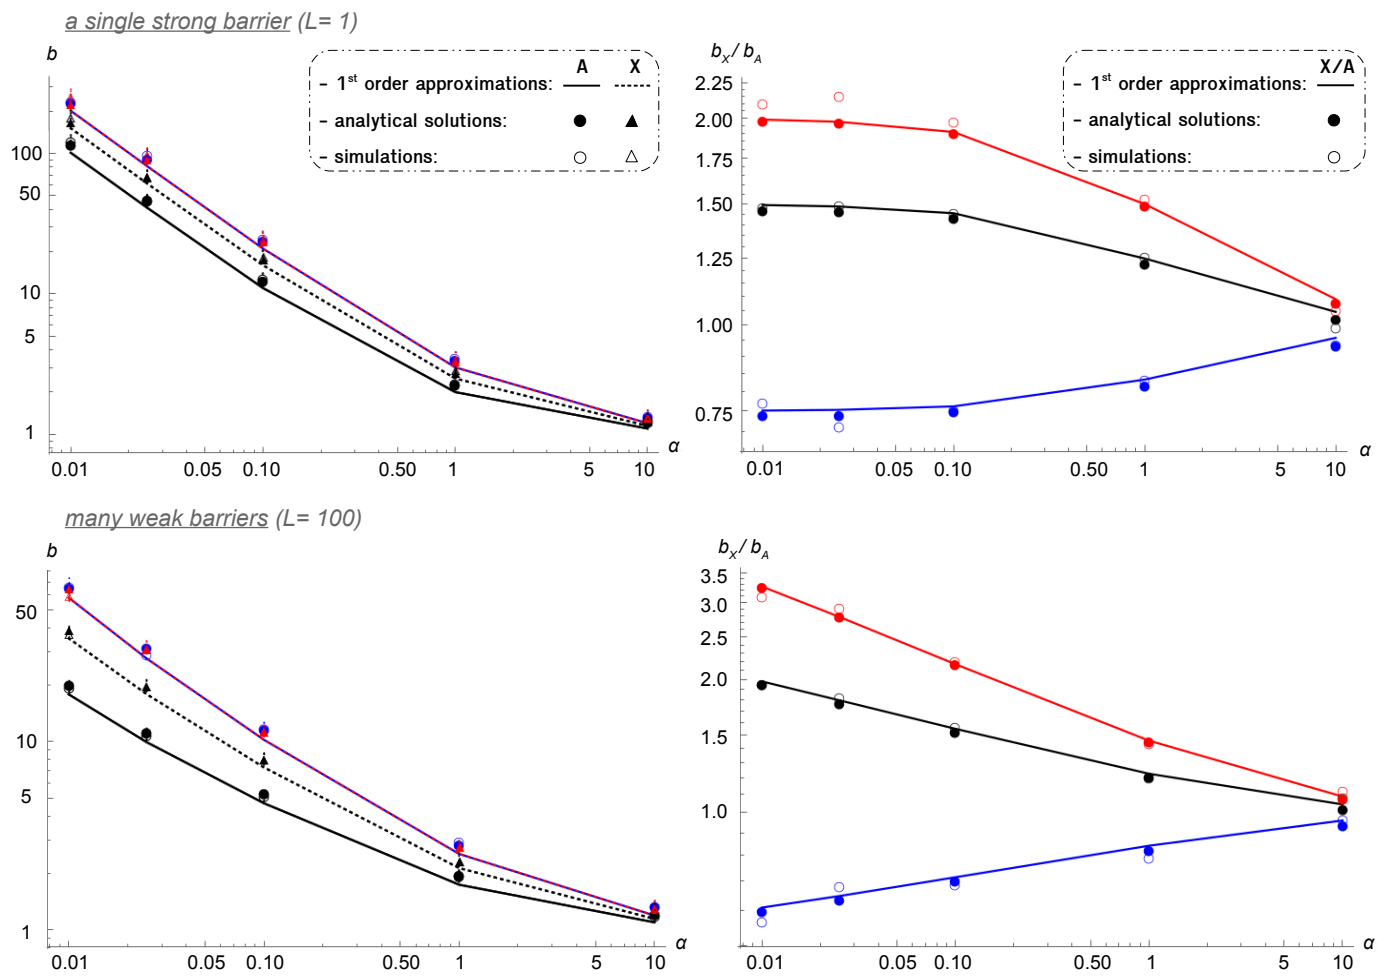 a single strong barrier (L= 1)
b
A X
- 1st order approximations:
- analytical solutions:
- simulations:
100
50
10
5
1
0.01 0.05 0.10 0.50 1 5 10 α
bX/ bA
X/A
- 1st order approximations:
- analytical solutions:
- simulations:
2.25
2.00
1.75
1.50
1.25
1.00
0.75
0.01 0.05 0.10 0.50 1 5 10 α
many weak barriers (L= 100)
b
50
10
5
1
0.01 0.05 0.10 0.50 1 5 10 α
bX/ bA
3.5
3.0
2.5
2.0
1.5
1.0
0.01 0.05 0.10 0.50 1 5 10 α